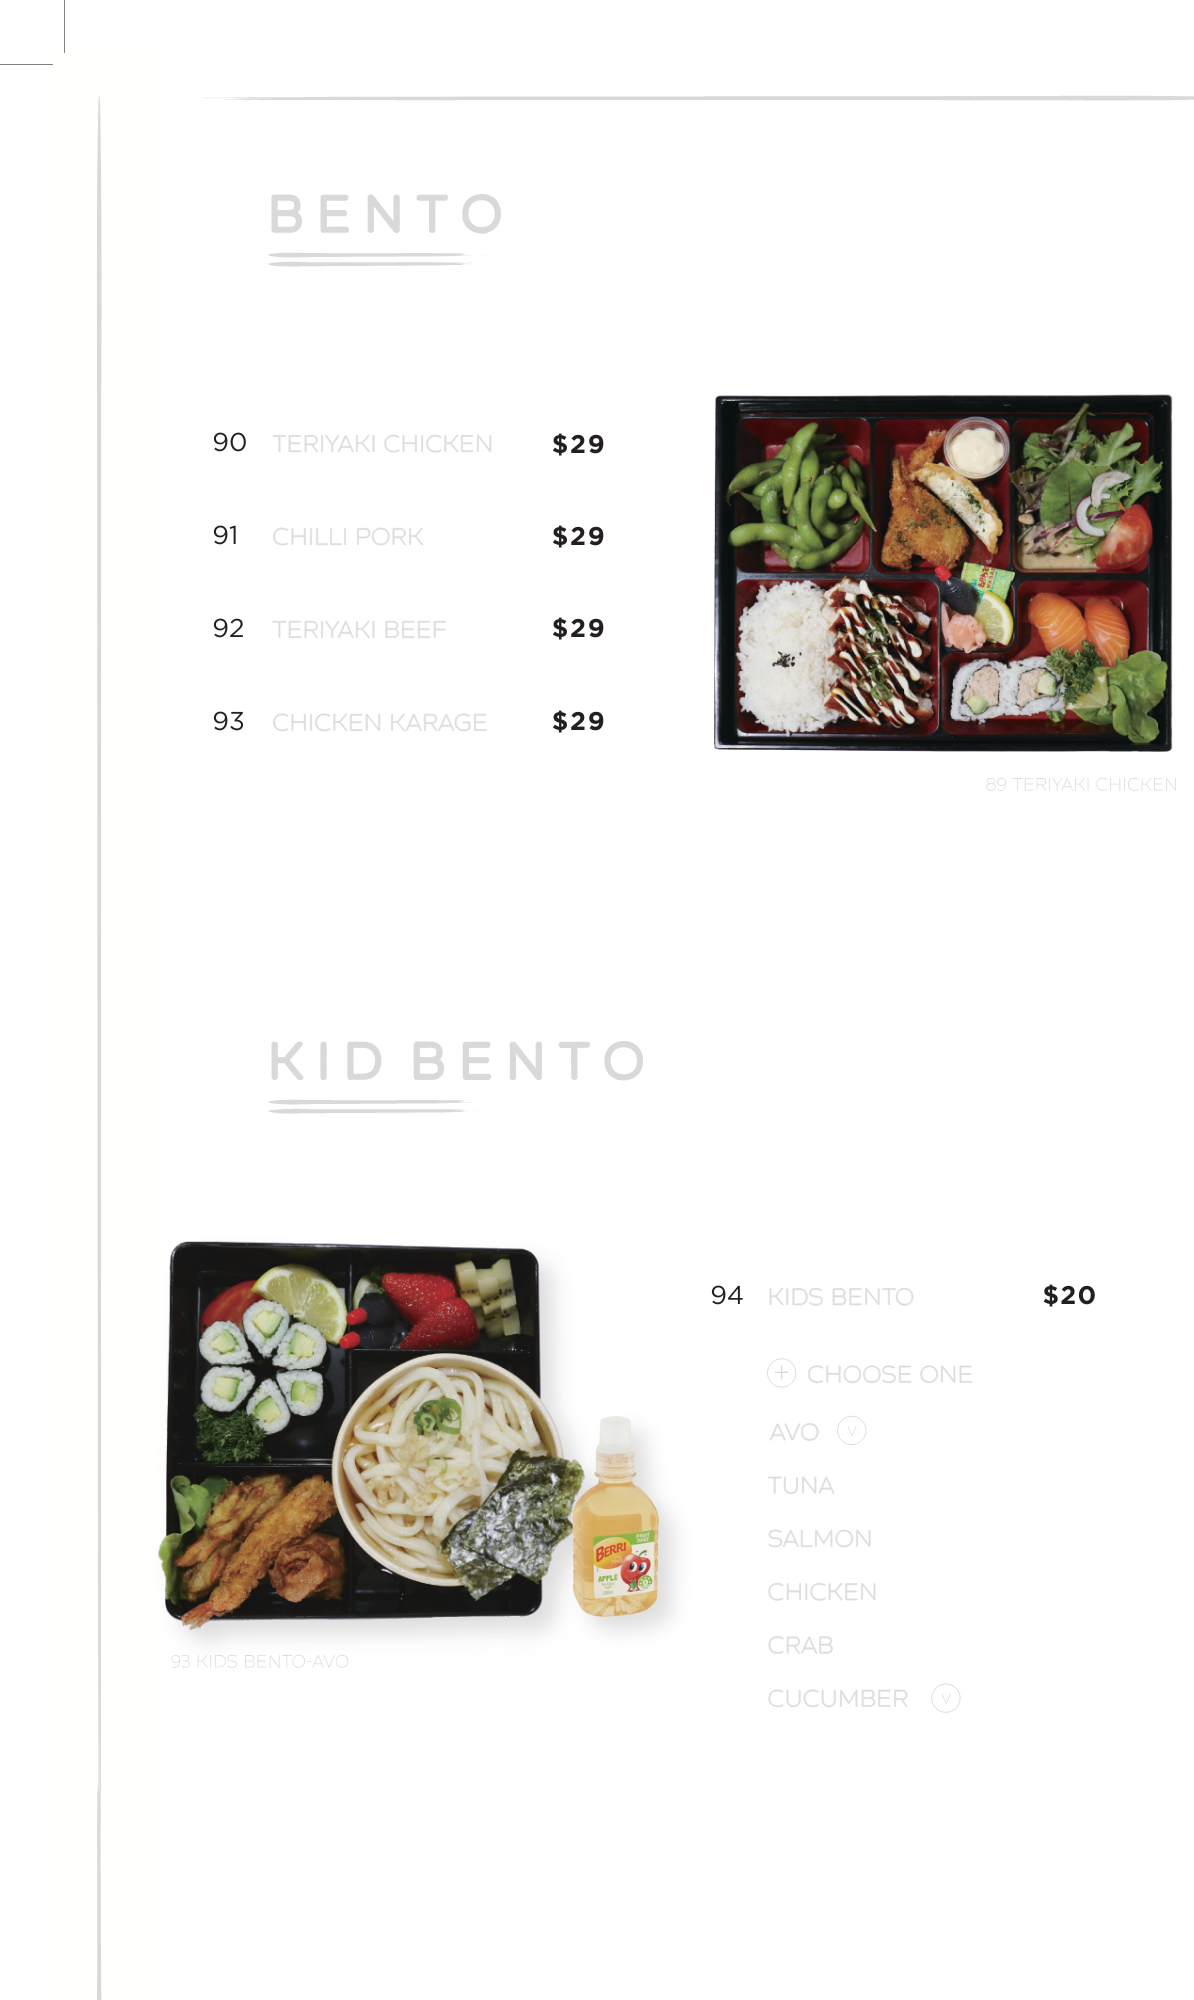 BENTO
90 TERIYAKI CHICKEN $29
91 CHILLI PORK $29
92 TERIYAKI BEEF $29
93 CHICKEN KARAGE $29
89 TERIYAKI CHICKEN
KID BENTO
94 KIDS BENTO $20
+ CHOOSE ONE
AVO V
TUNA
SALMON
CHICKEN
CRAB
CUCUMBER V
BERRI
APPLE
93 KIDS BENTO-AVO